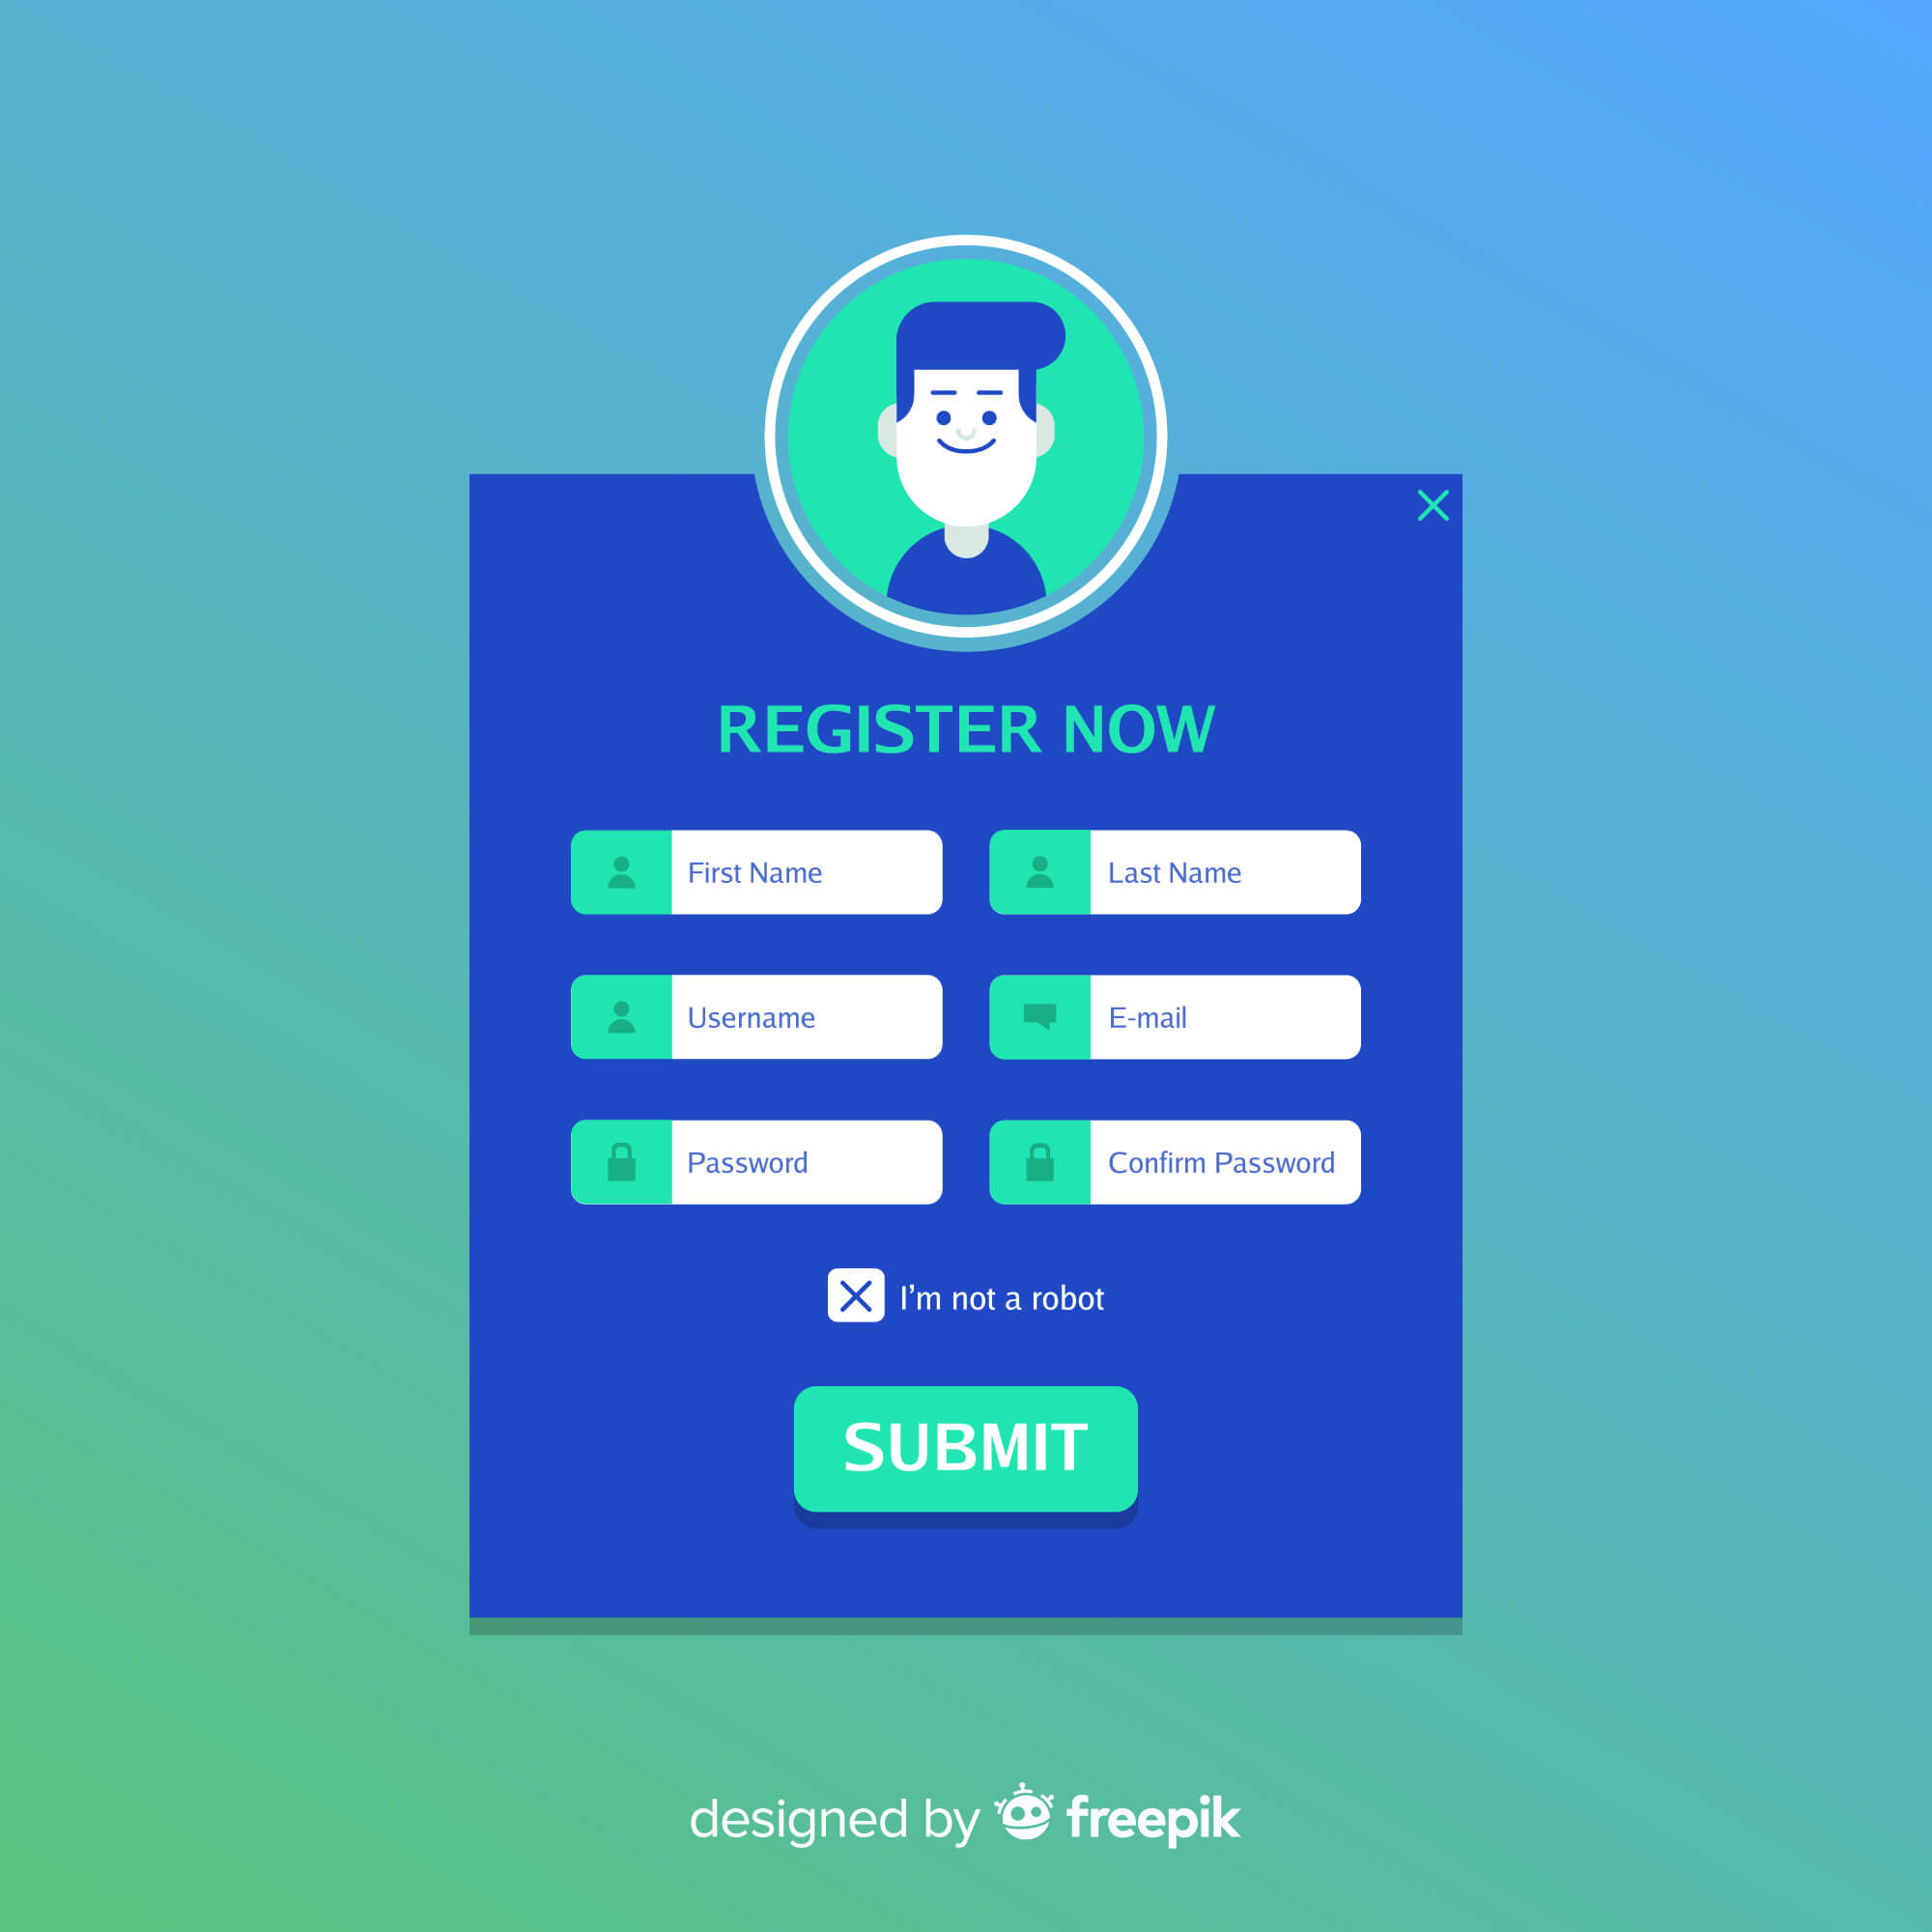 REGISTER NOW
First Name
Last Name
Username
E-mail
Password
Confirm Password
I'm not a robot
SUBMIT
designed by freepik